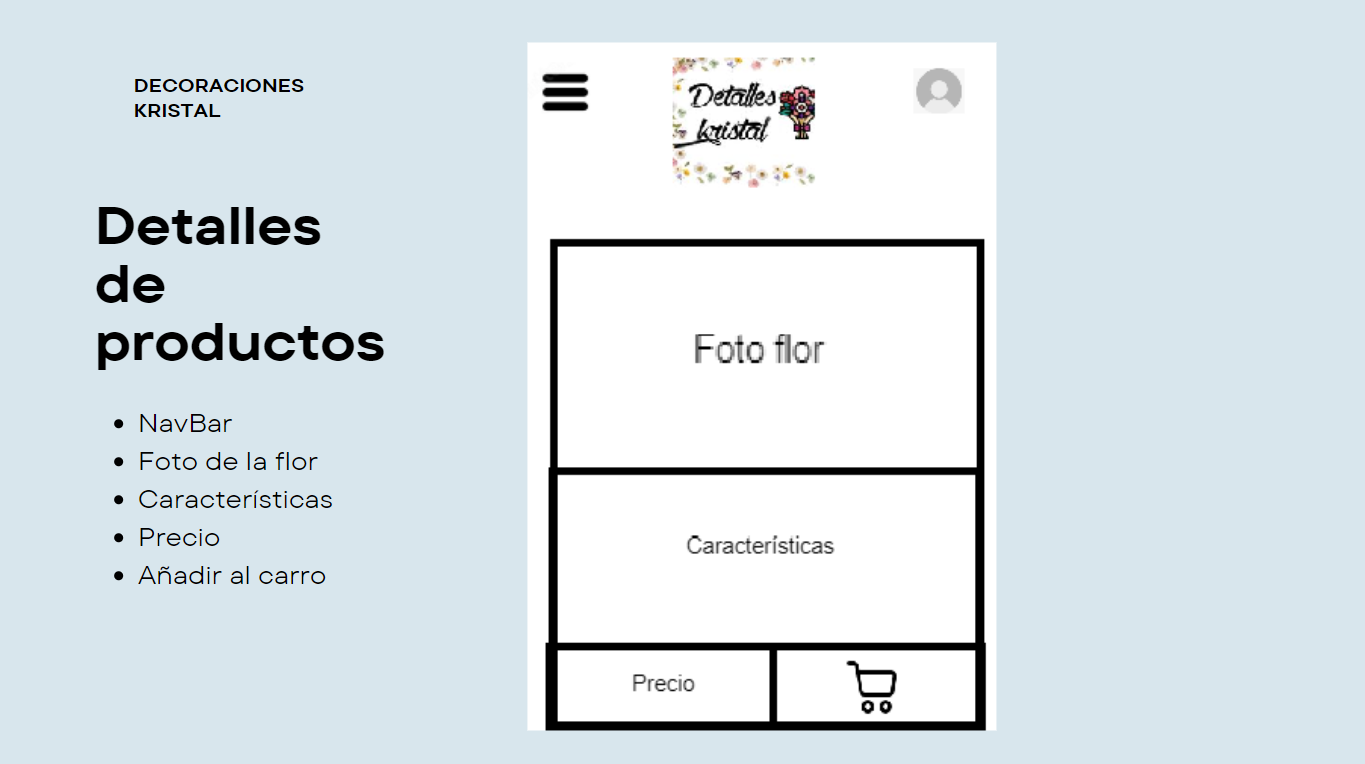 DECORACIONES
KRISTAL
Detalles
de
productos
NavBar
Foto de la flor
Características
Precio
Añadir al carro
Detalles
kristal
Foto flor
Características
Precio